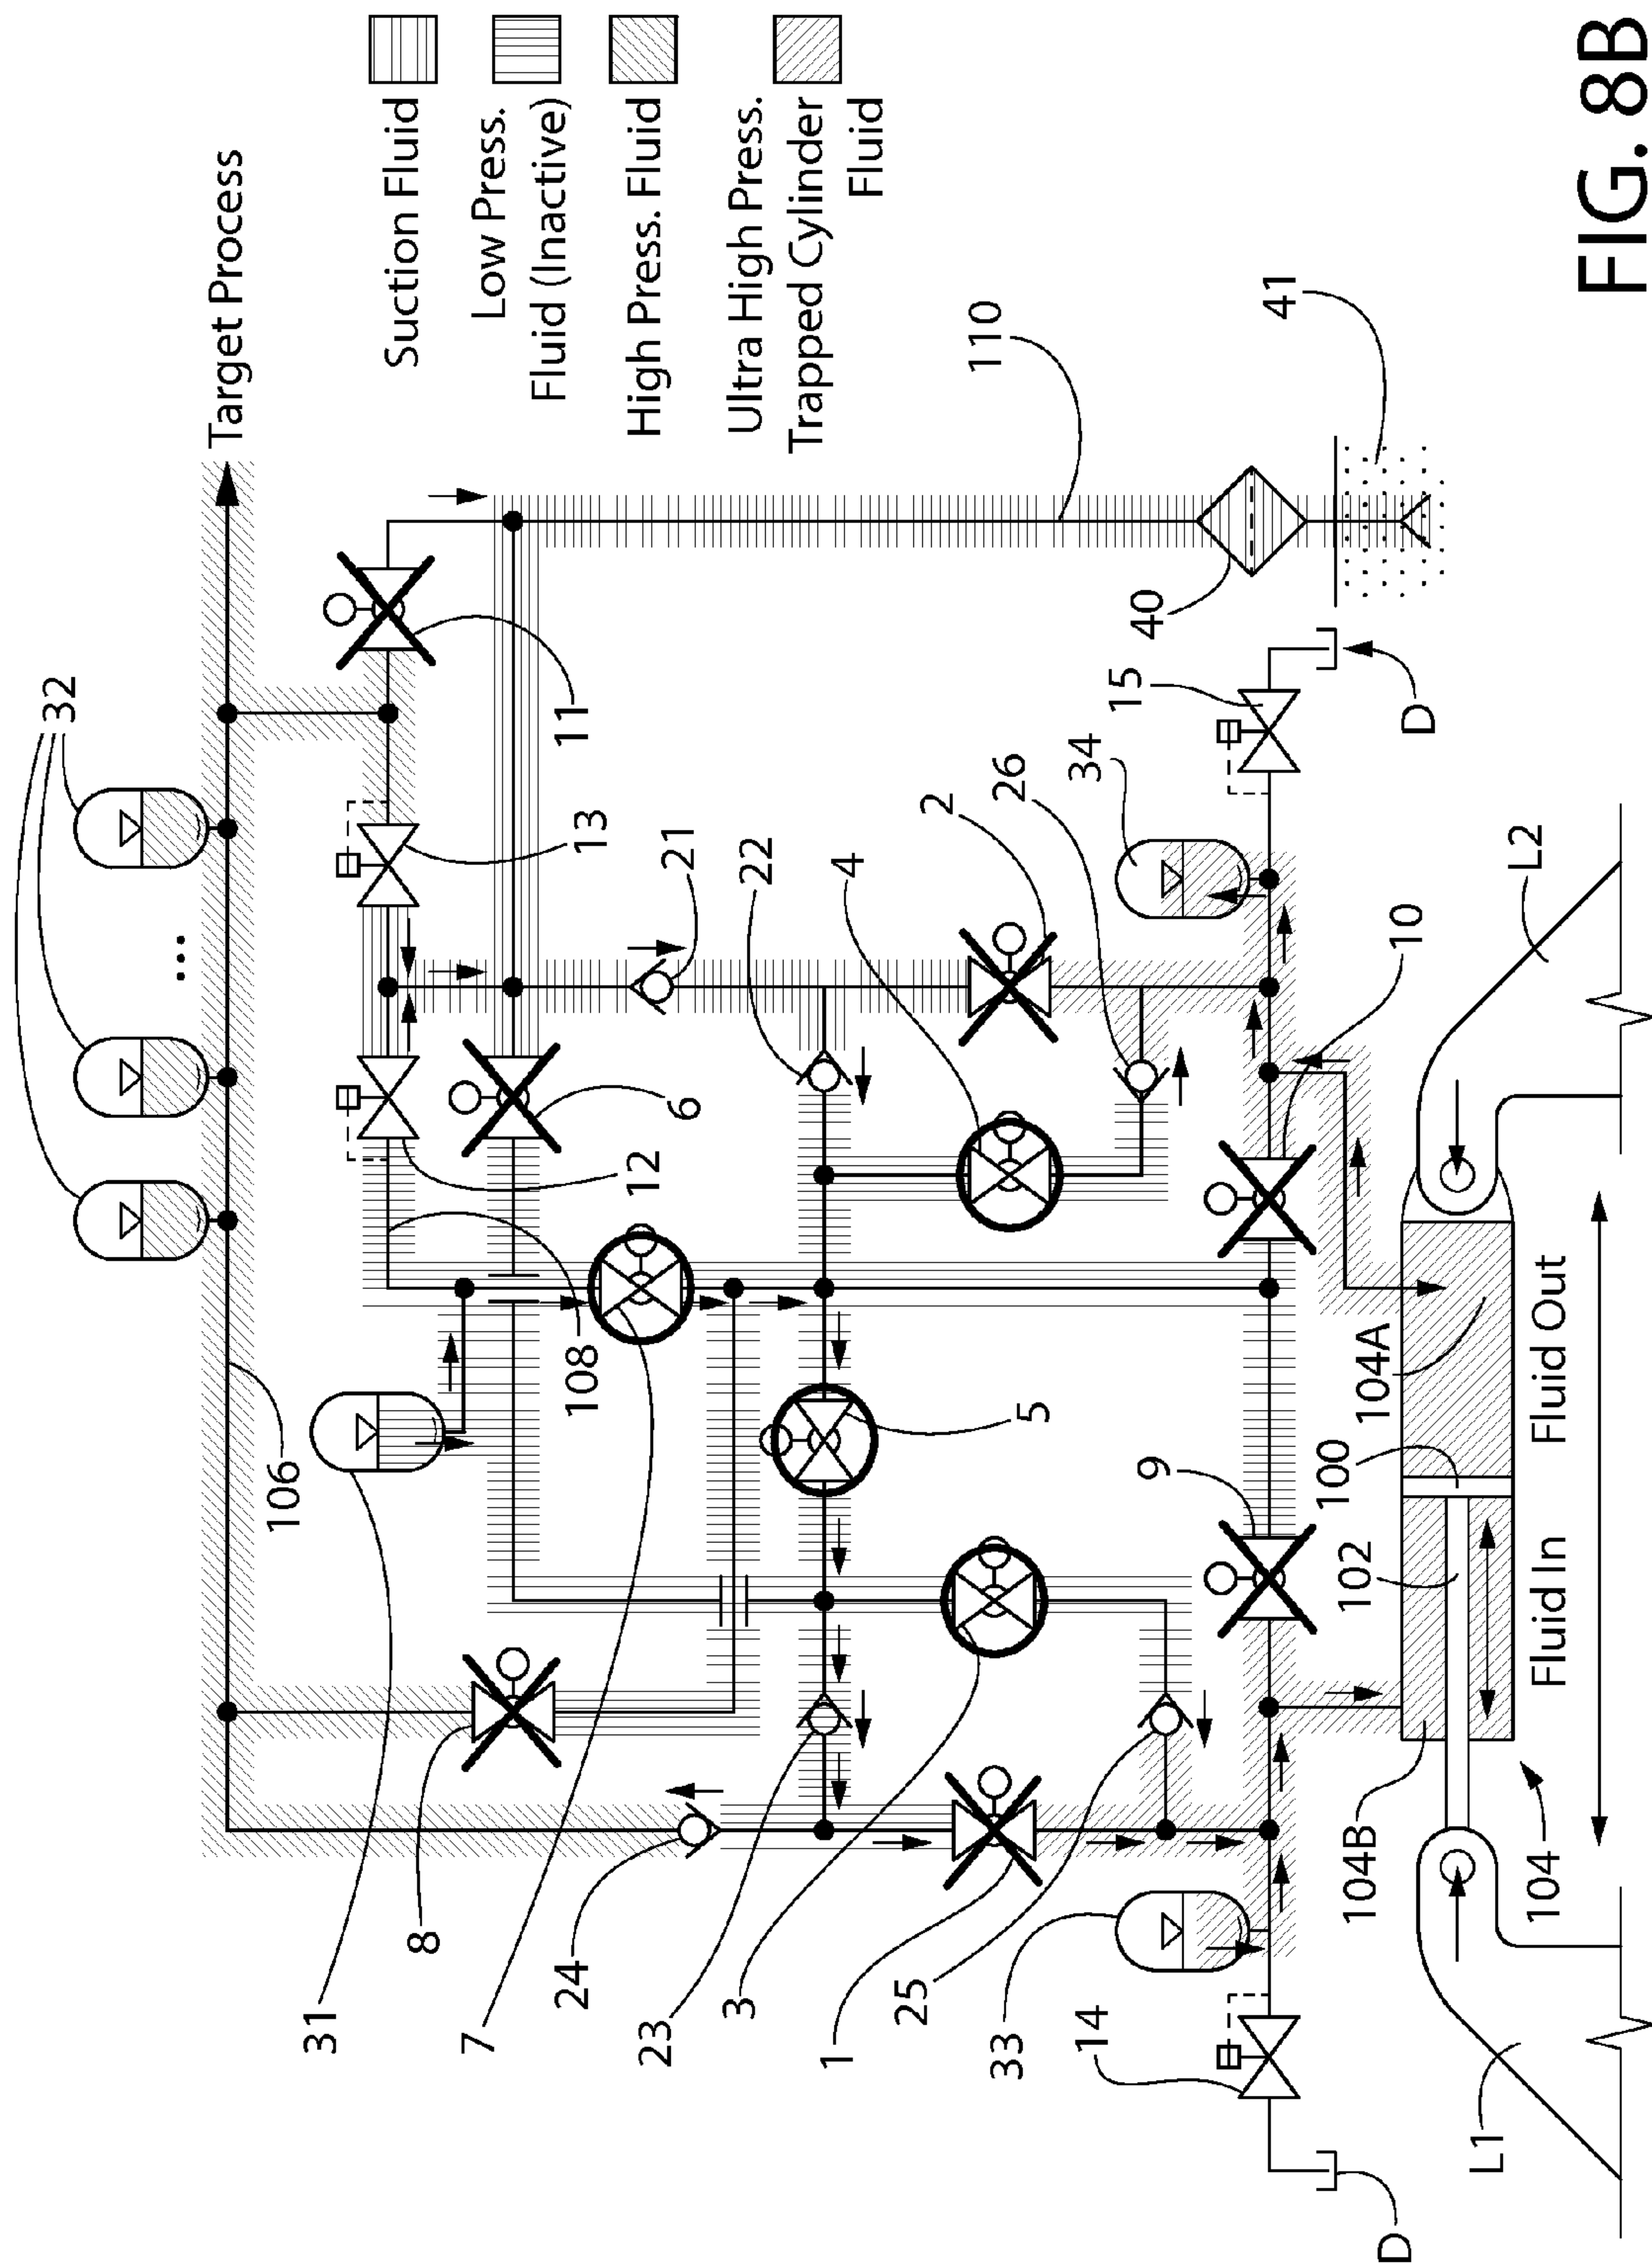 32
...
Target Process
106
Suction Fluid
Low Press.
Fluid (Inactive)
High Press. Fluid
Ultra High Press.
Trapped Cylinder
Fluid
31
8
7
108
12
6
13
11
24
23
3
1
25
33
14
5
4
22
21
2
26
34
15
110
40
41
9
10
D
D
L1
104
104B
102
100
104A
L2
Fluid In
Fluid Out
FIG. 8B